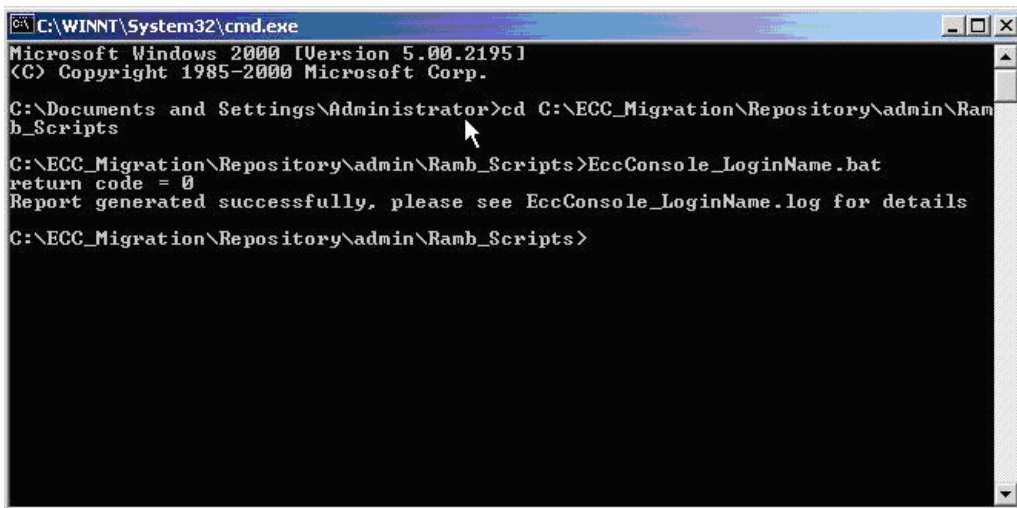 C:\WINNT\System32\cmd.exe
Microsoft Windows 2000 [Version 5.00.2195]
(C) Copyright 1985-2000 Microsoft Corp.
C:\Documents and Settings\Administrator>cd C:\ECC_Migration\Repository\admin\Ram
b_Scripts
C:\ECC_Migration\Repository\admin\Ramb_Scripts>EccConsole_LoginName.bat
return code = 0
Report generated successfully, please see EccConsole_LoginName.log for details
C:\ECC_Migration\Repository\admin\Ramb_Scripts>